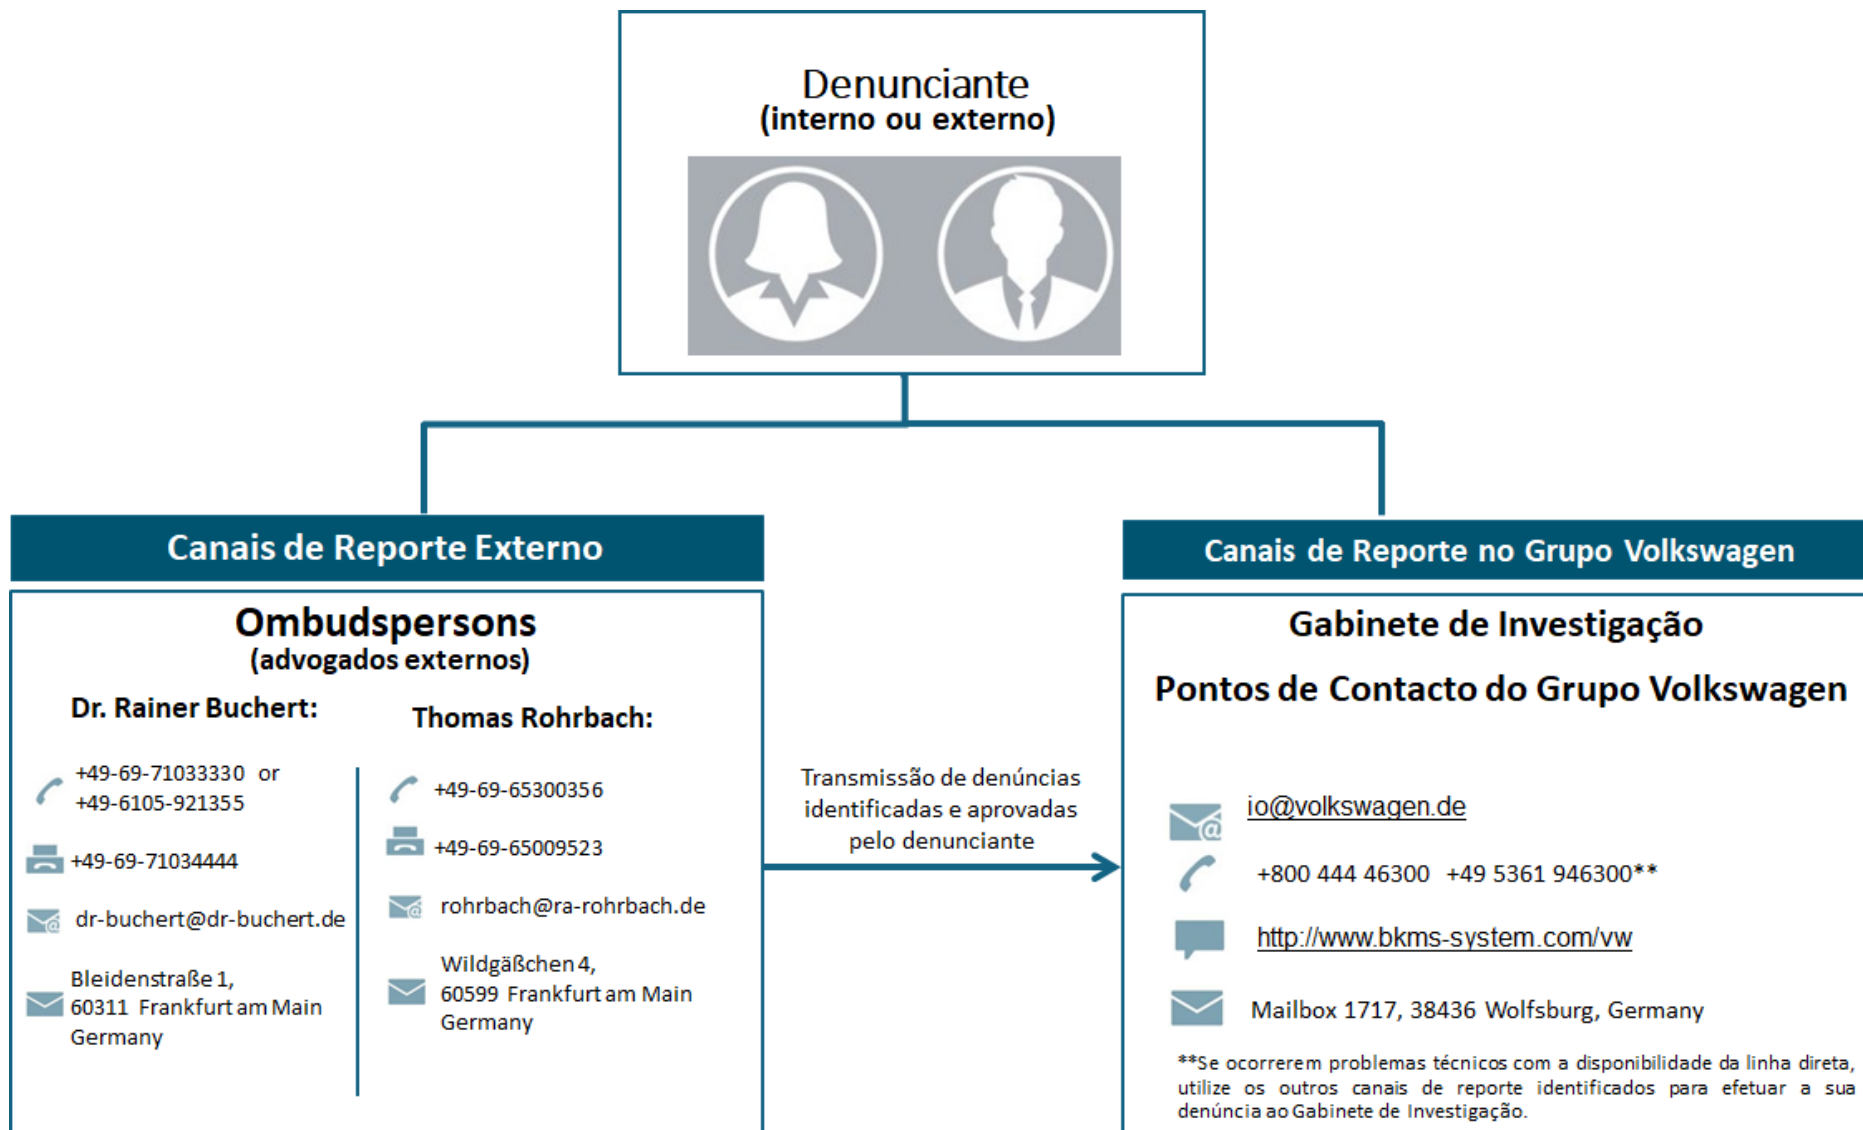 Denunciante
(interno ou externo)
Canais de Reporte Externo
Ombudspersons
(advogados externos)
Dr. Rainer Buchert:
+49-69-71033330 or
+49-6105-921355
+49-69-71034444
dr-buchert@dr-buchert.de
Bleidenstraße 1,
60311 Frankfurt am Main
Germany
Thomas Rohrbach:
+49-69-65300356
+49-69-65009523
rohrbach@ra-rohrbach.de
Wildgäßchen 4,
60599 Frankfurt am Main
Germany
Transmissão de denúncias
identificadas e aprovadas
pelo denunciante
Canais de Reporte no Grupo Volkswagen
Gabinete de Investigação
Pontos de Contacto do Grupo Volkswagen
io@volkswagen.de
+800 444 46300 +49 5361 946300**
http://www.bkms-system.com/vw
Mailbox 1717, 38436 Wolfsburg, Germany
**Se ocorrerem problemas técnicos com a disponibilidade da linha direta,
utilize os outros canais de reporte identificados para efetuar a sua
denúncia ao Gabinete de Investigação.